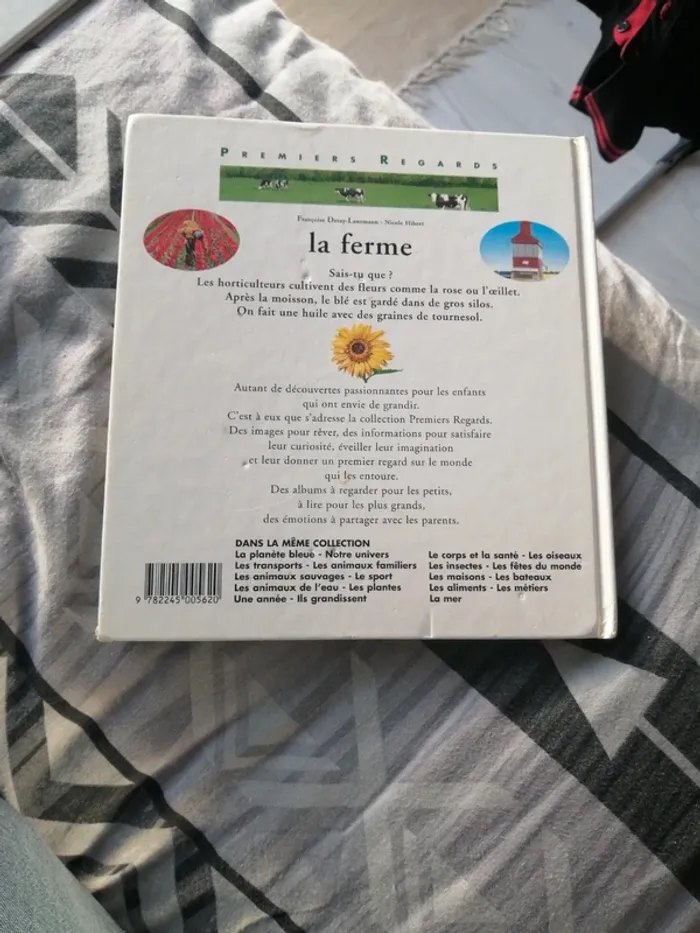 PREMIERS REGARDS
Françoise Detay-Lanzmann - Nicole Hibert
la ferme
Sais-tu que ?
Les horticulteurs cultivent des fleurs comme la rose ou l'œillet.
Après la moisson, le blé est gardé dans de gros silos.
On fait une huile avec des graines de tournesol.
Autant de découvertes passionnantes pour les enfants
qui ont envie de grandir.
C'est à eux que s'adresse la collection Premiers Regards.
Des images pour rêver, des informations pour satisfaire
leur curiosité, éveiller leur imagination
et leur donner un premier regard sur le monde
qui les entoure.
Des albums à regarder pour les petits,
à lire pour les plus grands,
des émotions à partager avec les parents.
DANS LA MÊME COLLECTION
La planète bleue - Notre univers
Les transports - Les animaux familiers
Les animaux sauvages - Le sport
Les animaux de l'eau - Les plantes
Une année - Ils grandissent
Le corps et la santé - Les oiseaux
Les insectes - Les fêtes du monde
Les maisons - Les bateaux
Les aliments - Les métiers
La mer
9 782245 005620